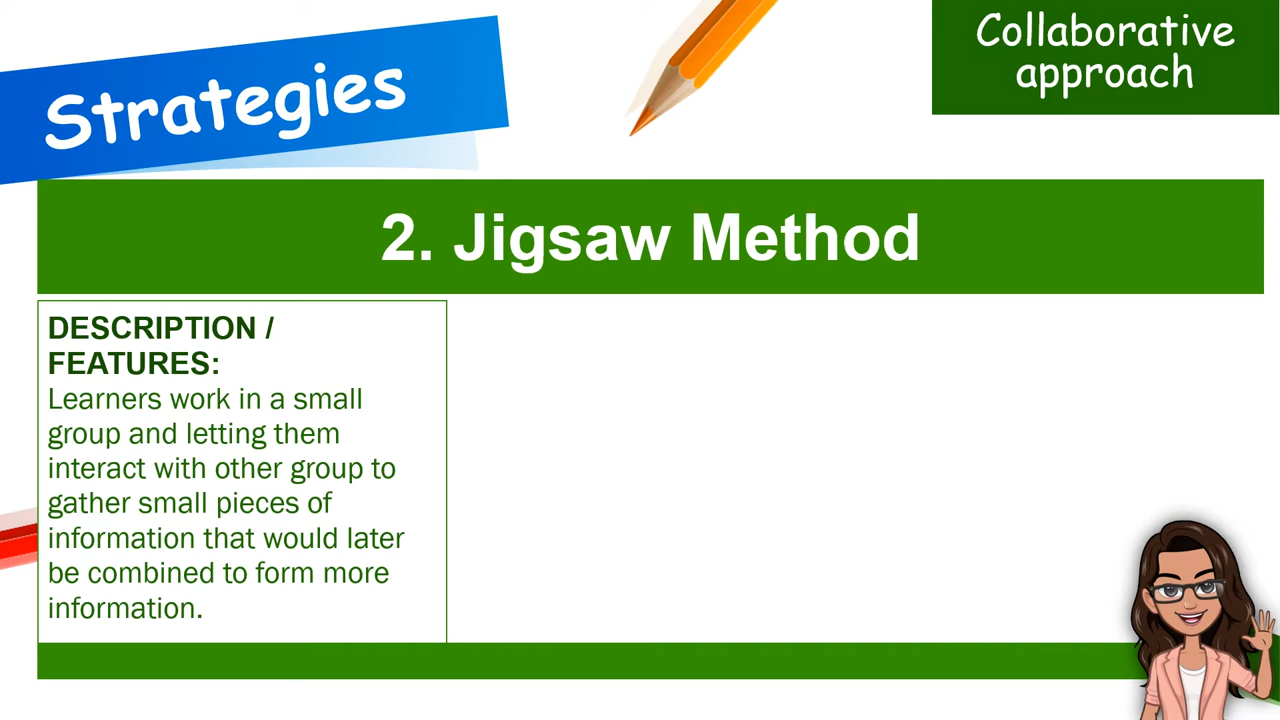 Strategies
Collaborative
approach
2. Jigsaw Method
DESCRIPTION /
FEATURES:
Learners work in a small
group and letting them
interact with other group to
gather small pieces of
information that would later
be combined to form more
information.